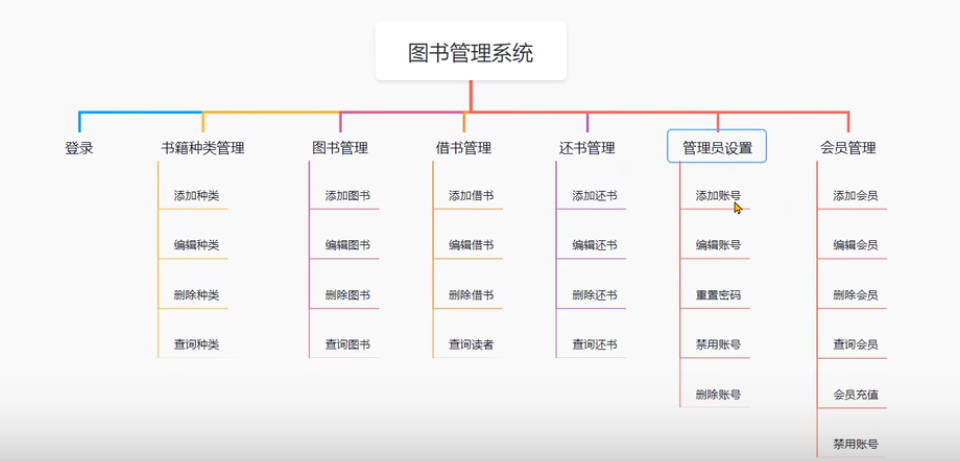 图书管理系统
登录
书籍种类管理
图书管理
借书管理
还书管理
管理员设置
会员管理
添加种类
添加图书
添加借书
添加还书
添加账号
添加会员
编辑种类
编辑图书
编辑借书
编辑还书
编辑账号
编辑会员
删除种类
删除图书
删除借书
删除还书
重置密码
删除会员
查询种类
查询图书
查询读者
查询还书
禁用账号
查询会员
删除账号
会员充值
禁用账号